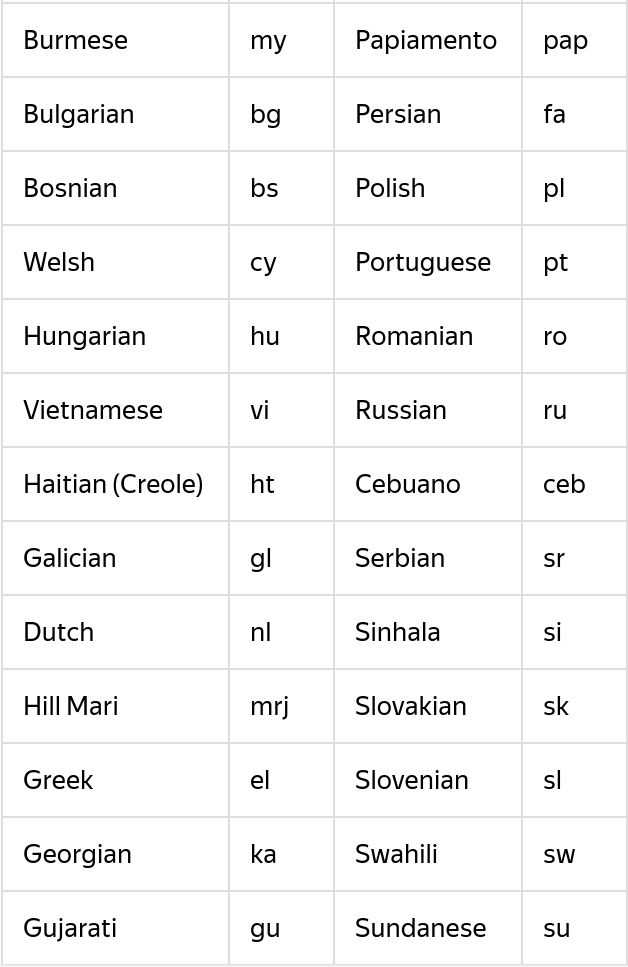 Burmese my Papiamento pap
Bulgarian bg Persian fa
Bosnian bs Polish pl
Welsh cy Portuguese pt
Hungarian hu Romanian ro
Vietnamese vi Russian ru
Haitian (Creole) ht Cebuano ceb
Galician gl Serbian sr
Dutch nl Sinhala si
Hill Mari mrj Slovakian sk
Greek el Slovenian sl
Georgian ka Swahili sw
Gujarati gu Sundanese su